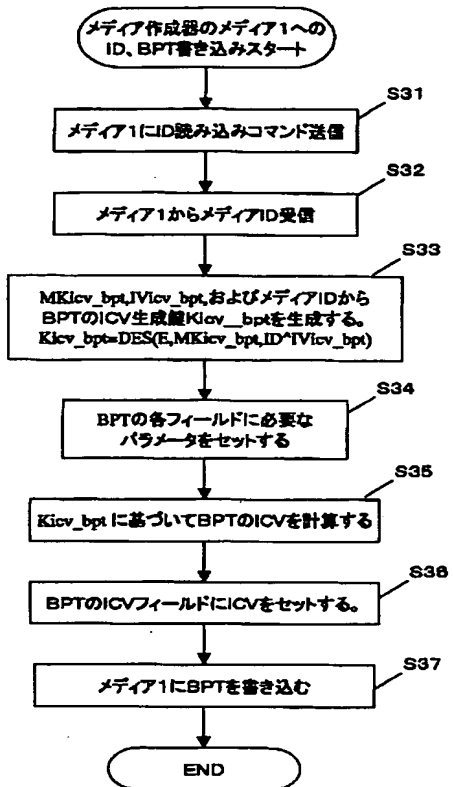 メディア作成器のメディア1への
ID、BPT書き込みスタート
S31
メディア1にID読み込みコマンド送信
S32
メディア1からメディアID受信
S33
MKicv_bpt,IVicv_bpt,およびメディアIDから
BPTのICV生成鍵Kicv__bptを生成する。
Kicv_bpt=DES(E,MKicv_bpt,ID^IVicv_bpt)
S34
BPTの各フィールドに必要な
パラメータをセットする
S35
Kicv_bpt に基づいてBPTのICVを計算する
S36
BPTのICVフィールドにICVをセットする。
S37
メディア1にBPTを書き込む
END